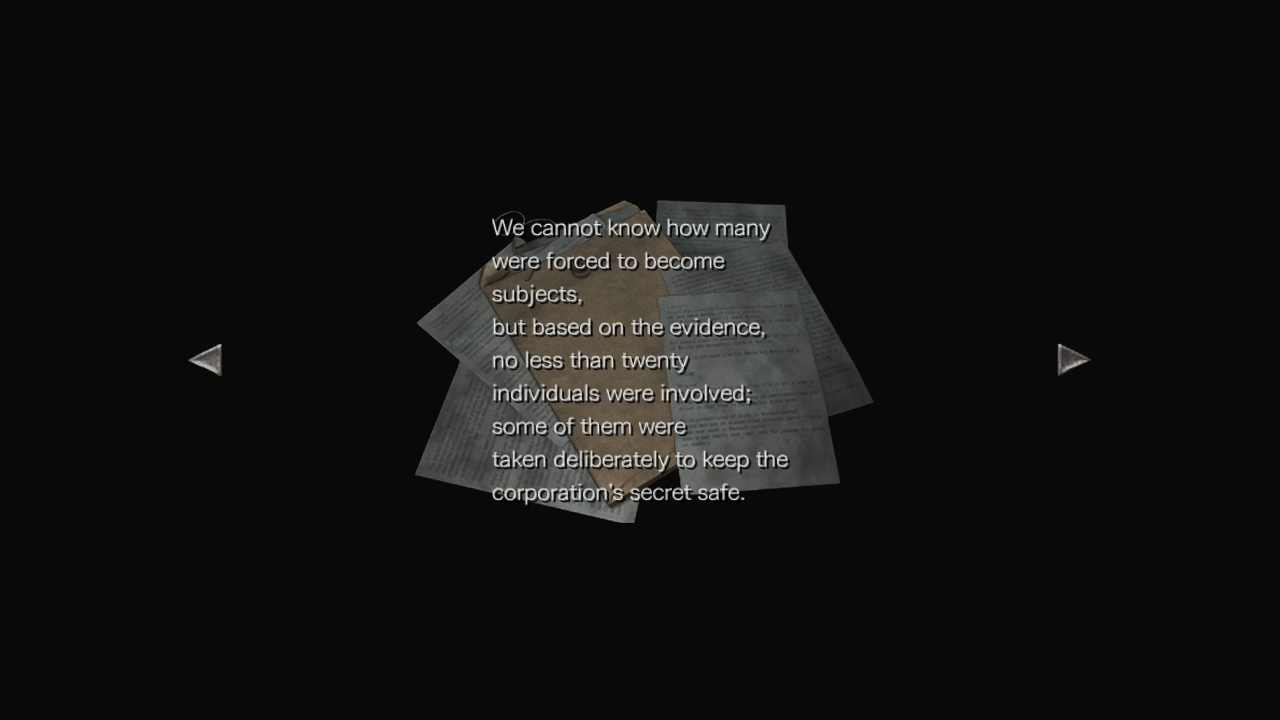 We cannot know how many
were forced to become
subjects,
but based on the evidence,
no less than twenty
individuals were involved;
some of them were
taken deliberately to keep the
corporation's secret safe.